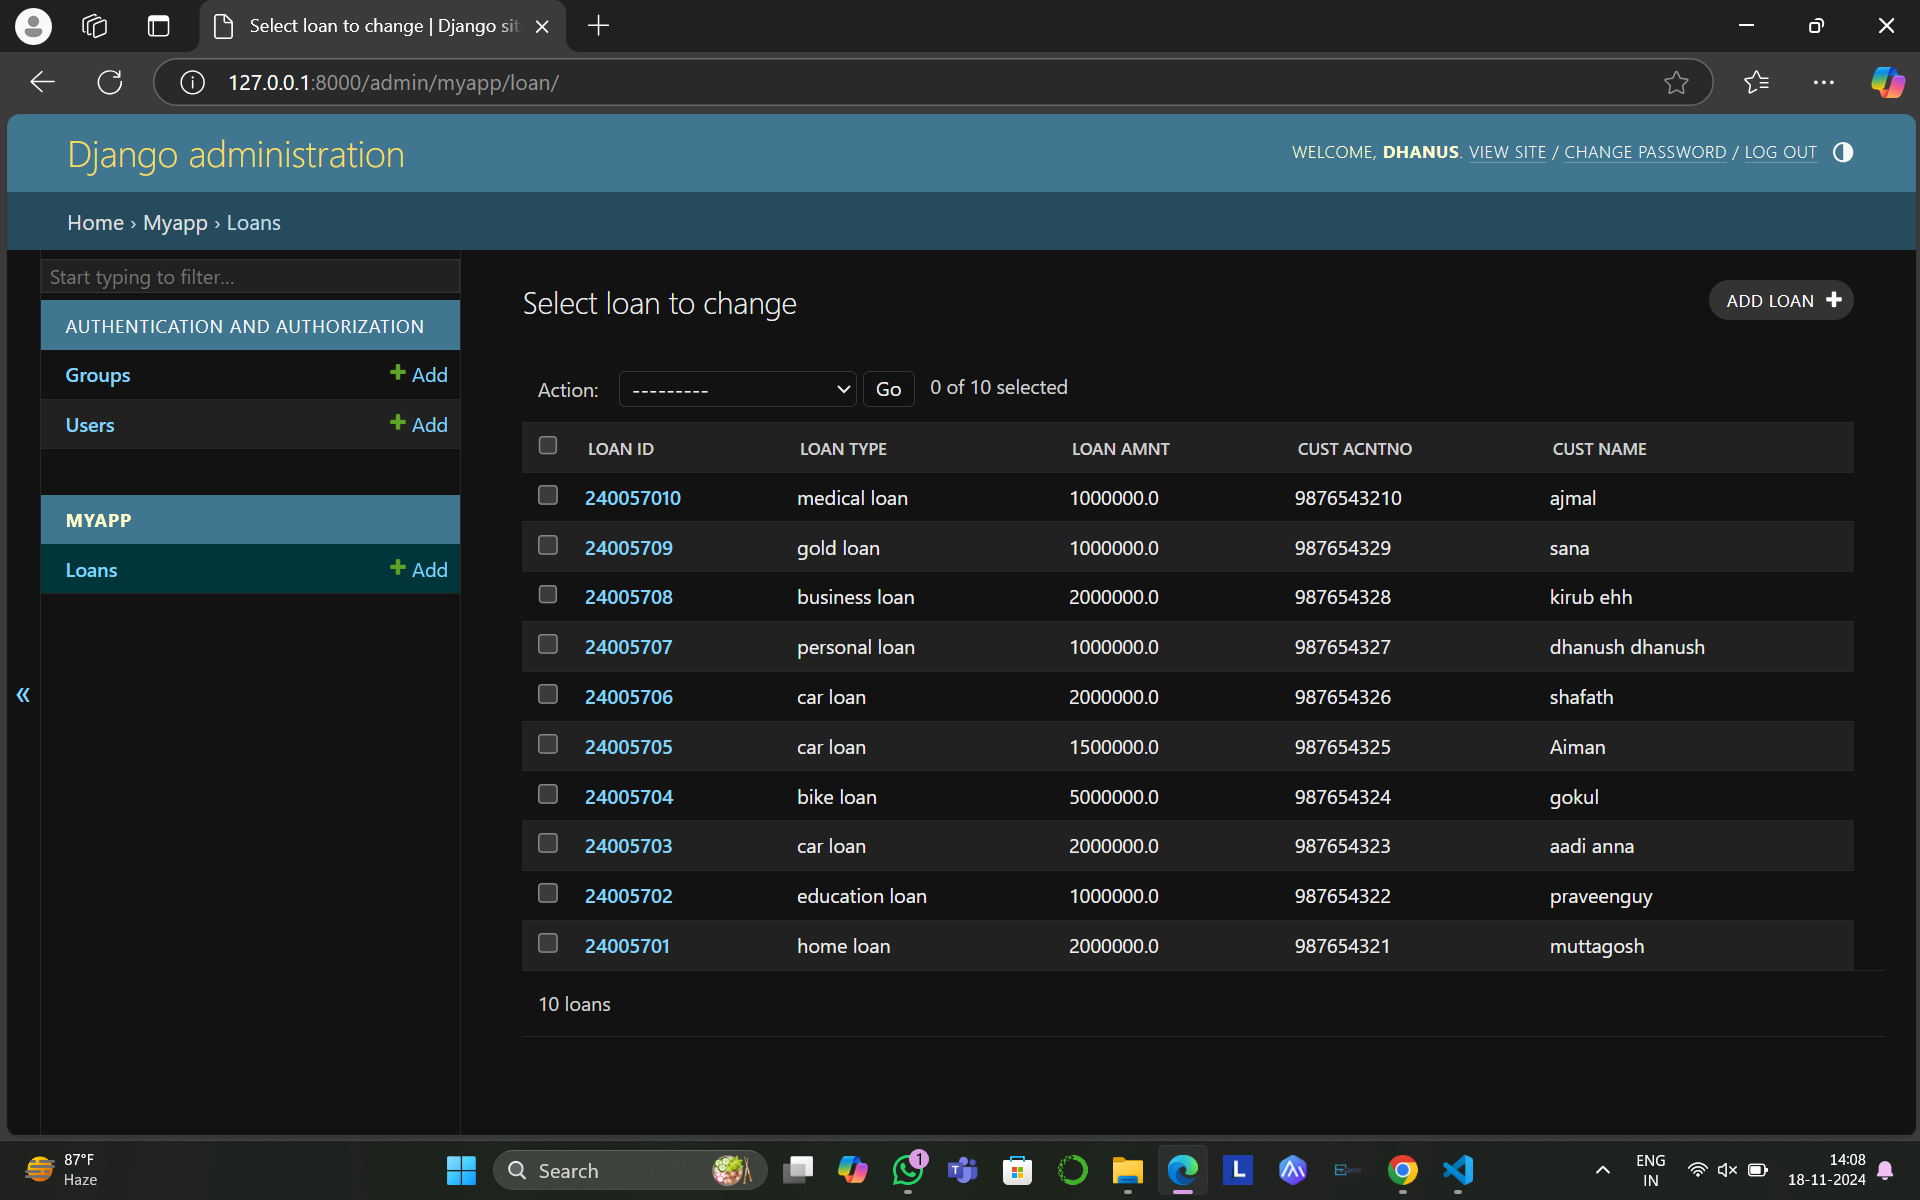 Select loan to change | Django sit
127.0.0.1:8000/admin/myapp/loan/
Django administration
WELCOME, DHANUS. VIEW SITE / CHANGE PASSWORD / LOG OUT
Home › Myapp › Loans
Start typing to filter...
AUTHENTICATION AND AUTHORIZATION
Groups + Add
Users + Add
MYAPP
Loans + Add
«
Select loan to change
ADD LOAN +
Action: --------- Go 0 of 10 selected
LOAN ID LOAN TYPE LOAN AMNT CUST ACNTNO CUST NAME
240057010 medical loan 1000000.0 9876543210 ajmal
24005709 gold loan 1000000.0 987654329 sana
24005708 business loan 2000000.0 987654328 kirub ehh
24005707 personal loan 1000000.0 987654327 dhanush dhanush
24005706 car loan 2000000.0 987654326 shafath
24005705 car loan 1500000.0 987654325 Aiman
24005704 bike loan 5000000.0 987654324 gokul
24005703 car loan 2000000.0 987654323 aadi anna
24005702 education loan 1000000.0 987654322 praveenguy
24005701 home loan 2000000.0 987654321 muttagosh
10 loans
87°F
Haze
Search
1
L
ENG
IN
14:08
18-11-2024